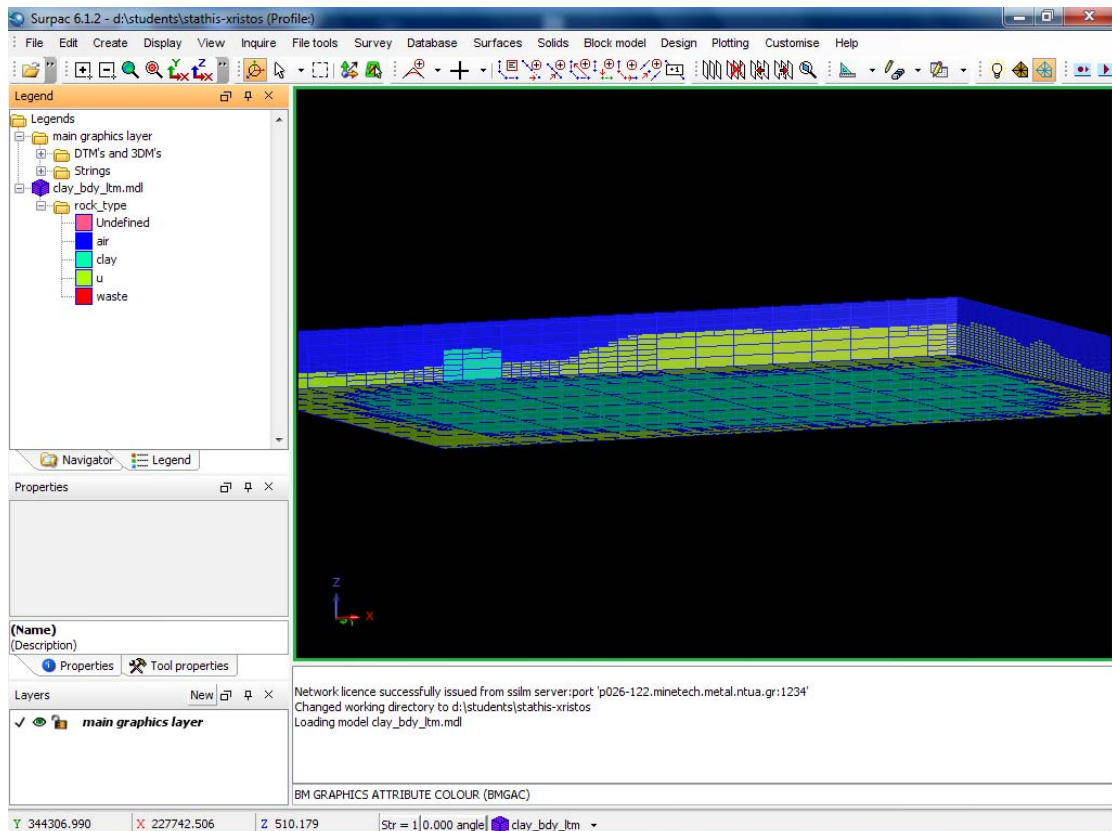 Surpac 6.1.2 - d:\students\stathis-xristos (Profile:)
File Edit Create Display View Inquire File tools Survey Database Surfaces Solids Block model Design Plotting Customise Help
Legend
Legends
main graphics layer
DTM's and 3DM's
Strings
clay_bdy_ltm.mdl
rock_type
Undefined
air
clay
u
waste
Navigator Legend
Properties
(Name)
(Description)
Properties Tool properties
Layers New
main graphics layer
Z
X
Y
Network licence successfully issued from ssilm server:port 'p026-122.minetech.metal.ntua.gr:1234'
Changed working directory to d:\students\stathis-xristos
Loading model clay_bdy_ltm.mdl
BM GRAPHICS ATTRIBUTE COLOUR (BMGAC)
Y 344306.990 X 227742.506 Z 510.179 Str = 1 0.000 angle clay_bdy_ltm